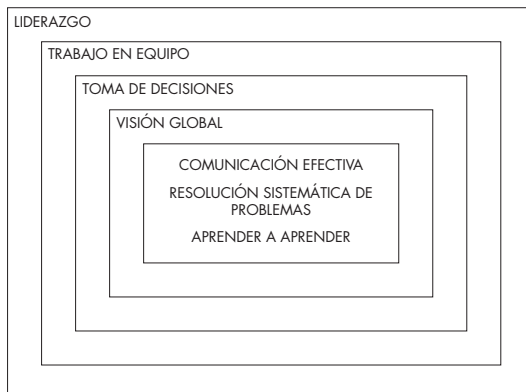 LIDERAZGO
TRABAJO EN EQUIPO
TOMA DE DECISIONES
VISIÓN GLOBAL
COMUNICACIÓN EFECTIVA
RESOLUCIÓN SISTEMÁTICA DE
PROBLEMAS
APRENDER A APRENDER